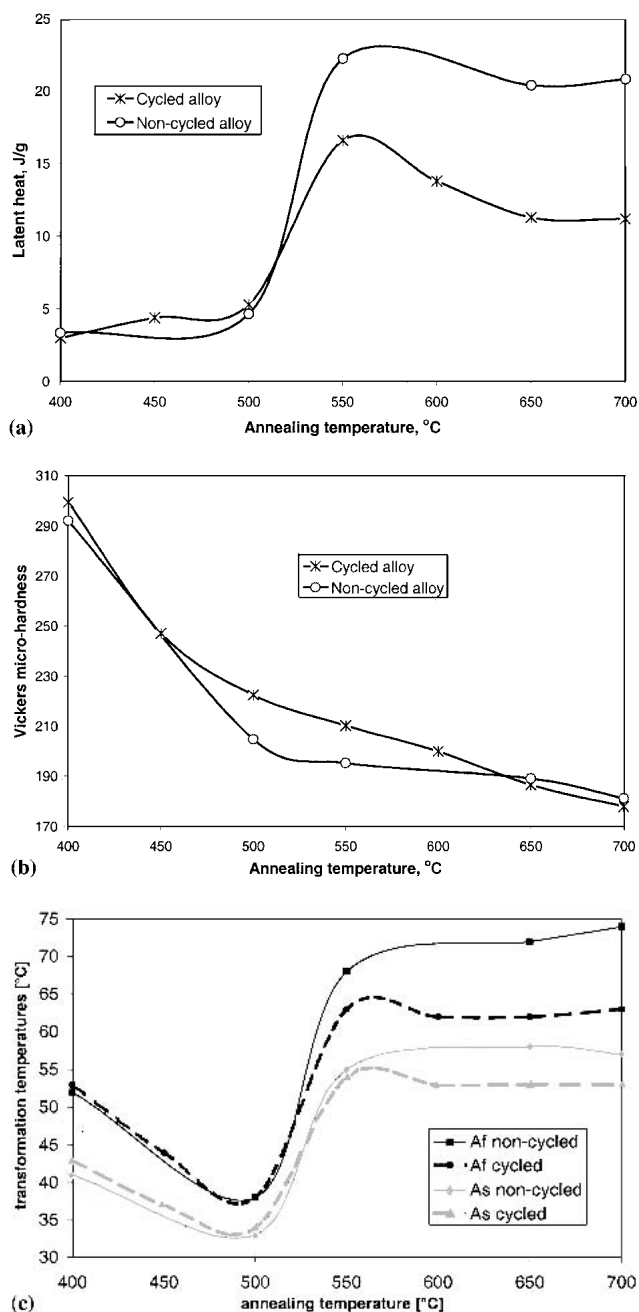 25
20
15
10
5
0
Latent heat, J/g
Cycled alloy
Non-cycled alloy
400 450 500 550 600 650 700
(a) Annealing temperature, °C
310
290
270
250
230
210
190
170
Vickers micro-hardness
Cycled alloy
Non-cycled alloy
400 450 500 550 600 650 700
(b) Annealing temperature, °C
75
70
65
60
55
50
45
40
35
30
transformation temperatures [°C]
Af non-cycled
Af cycled
As non-cycled
As cycled
400 450 500 550 600 650 700
(c) annealing temperature [°C]